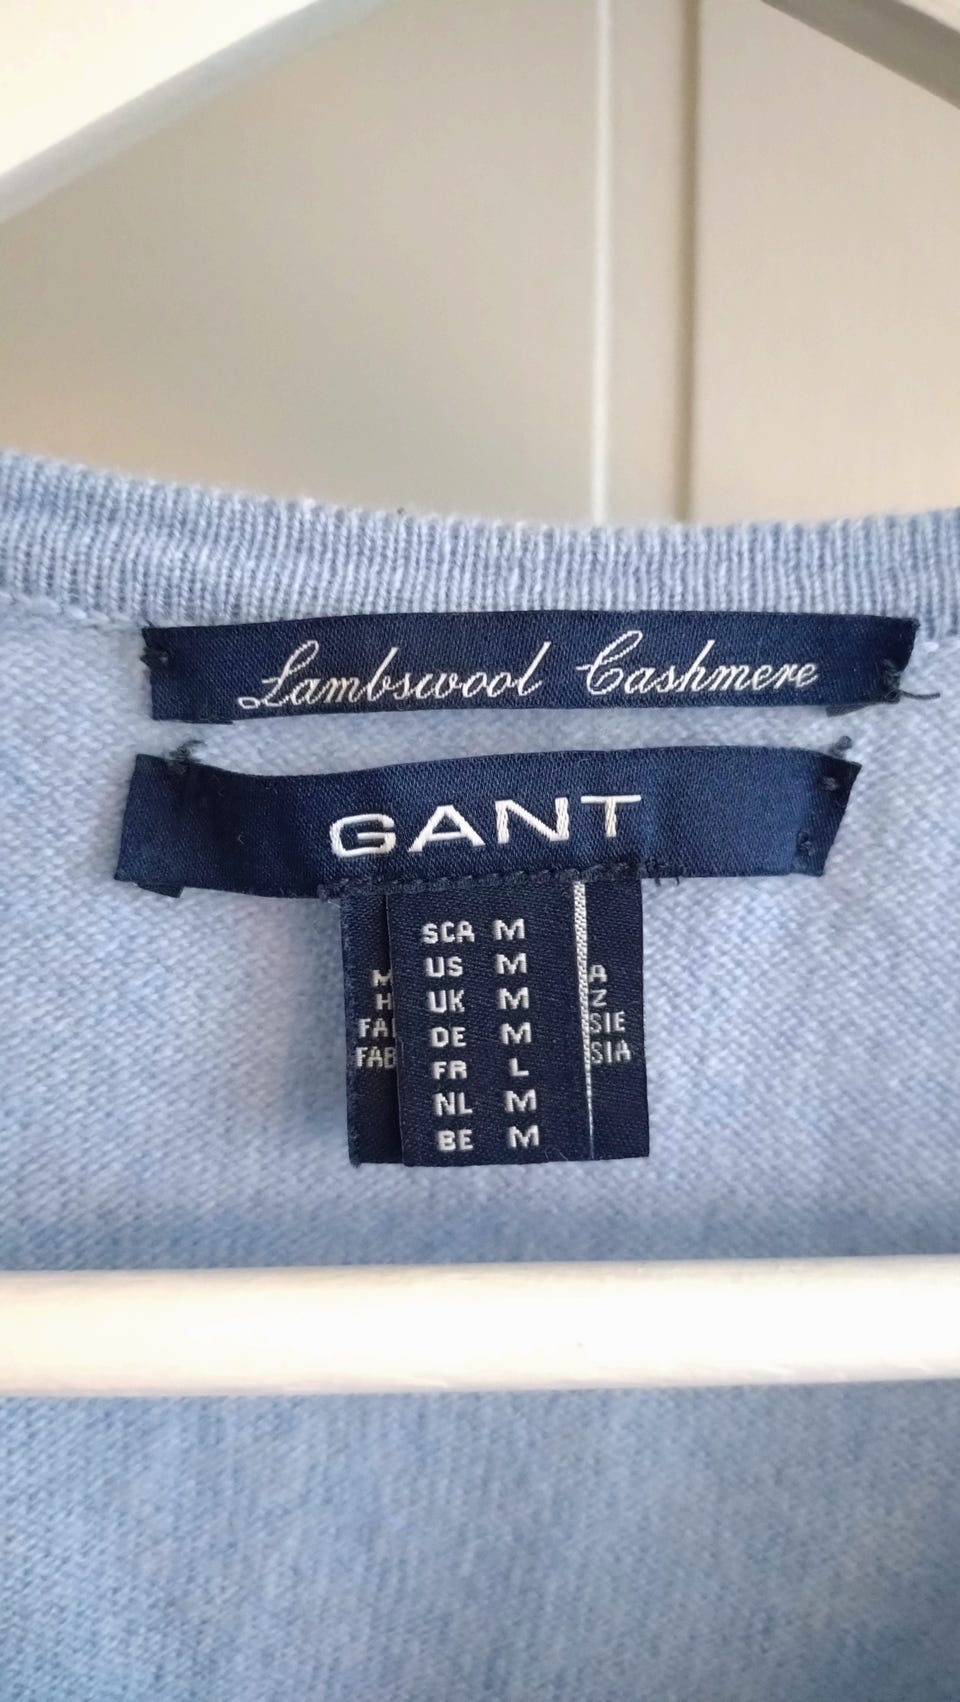 Lambswool Cashmere
GANT
SCA M
US M
UK M
DE M
FR L
NL M
BE M